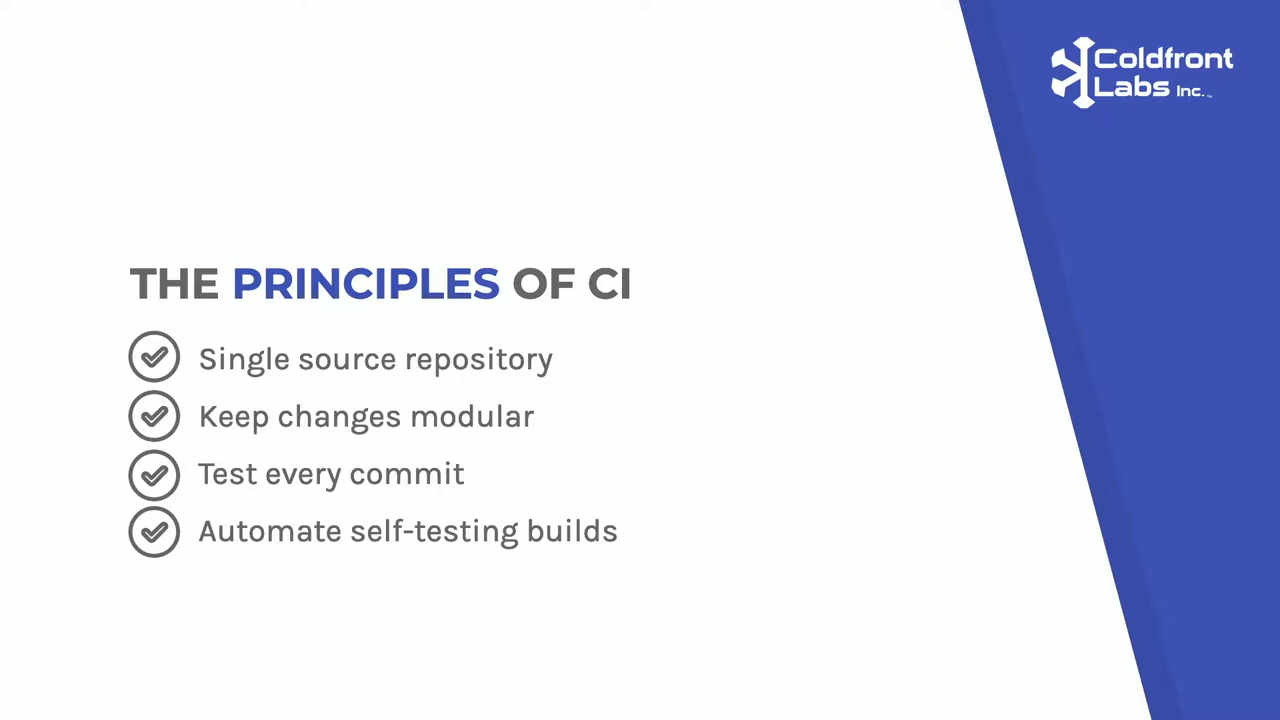 Coldfront
Labs Inc.
THE PRINCIPLES OF CI
Single source repository
Keep changes modular
Test every commit
Automate self-testing builds